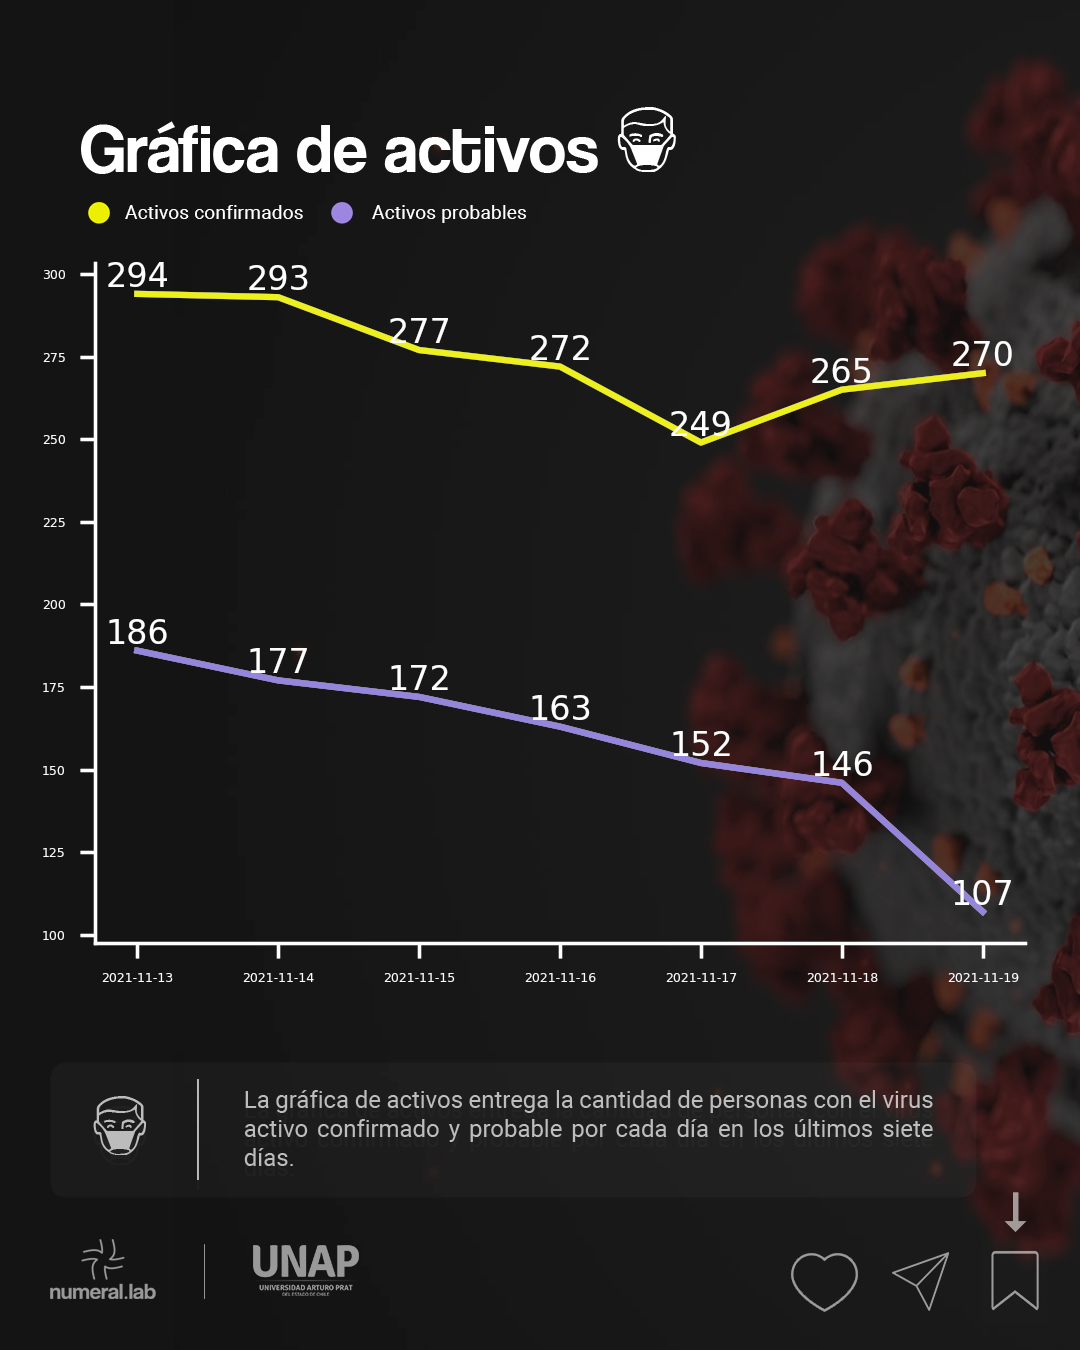 Gráfica de activos
Activos confirmados Activos probables
300
275
250
225
200
175
150
125
100
294 293 277 272 249 265 270
186 177 172 163 152 146 107
2021-11-13 2021-11-14 2021-11-15 2021-11-16 2021-11-17 2021-11-18 2021-11-19
La gráfica de activos entrega la cantidad de personas con el virus
activo confirmado y probable por cada día en los últimos siete
días.
numeral.lab
UNAP
UNIVERSIDAD ARTURO PRAT
DEL ESTADO DE CHILE